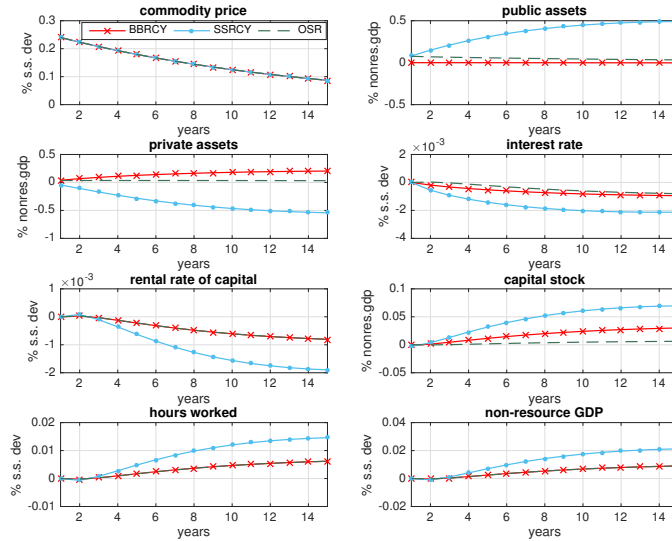 commodity price
0.3
0.2
0.1
0
% s.s. dev
BBRCY SSRCY OSR
2 4 6 8 10 12 14
years
public assets
0.5
0
-0.5
% nonres.gdp
2 4 6 8 10 12 14
years
private assets
0.5
0
-0.5
-1
% nonres.gdp
2 4 6 8 10 12 14
years
interest rate
×10^-3
2
0
-2
-4
% s.s. dev
2 4 6 8 10 12 14
years
rental rate of capital
×10^-3
1
0
-1
-2
% s.s. dev
2 4 6 8 10 12 14
years
capital stock
0.1
0.05
0
-0.05
% nonres.gdp
2 4 6 8 10 12 14
years
hours worked
0.02
0.01
0
-0.01
% s.s. dev
2 4 6 8 10 12 14
years
non-resource GDP
0.04
0.02
0
-0.02
% s.s. dev
2 4 6 8 10 12 14
years